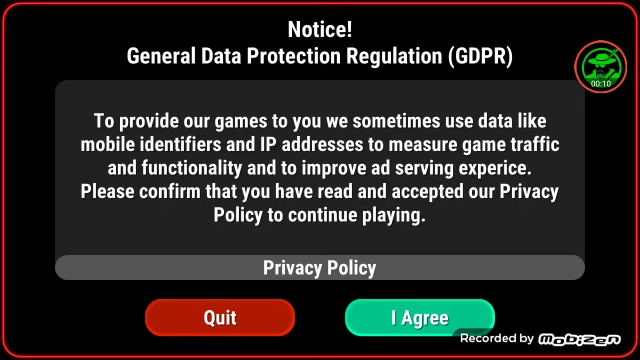 Notice!
General Data Protection Regulation (GDPR)
00:10
To provide our games to you we sometimes use data like
mobile identifiers and IP addresses to measure game traffic
and functionality and to improve ad serving experice.
Please confirm that you have read and accepted our Privacy
Policy to continue playing.
Privacy Policy
Quit
I Agree
Recorded by Mobizen